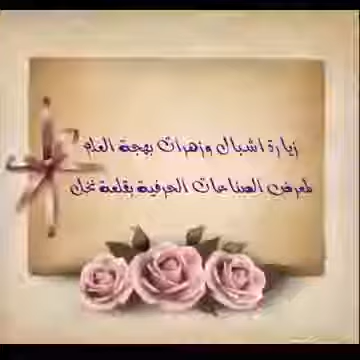 زيارة اشبال وزهرات بهجة العلم
لمعرض الصناعات الحرفية بقلعة نخل